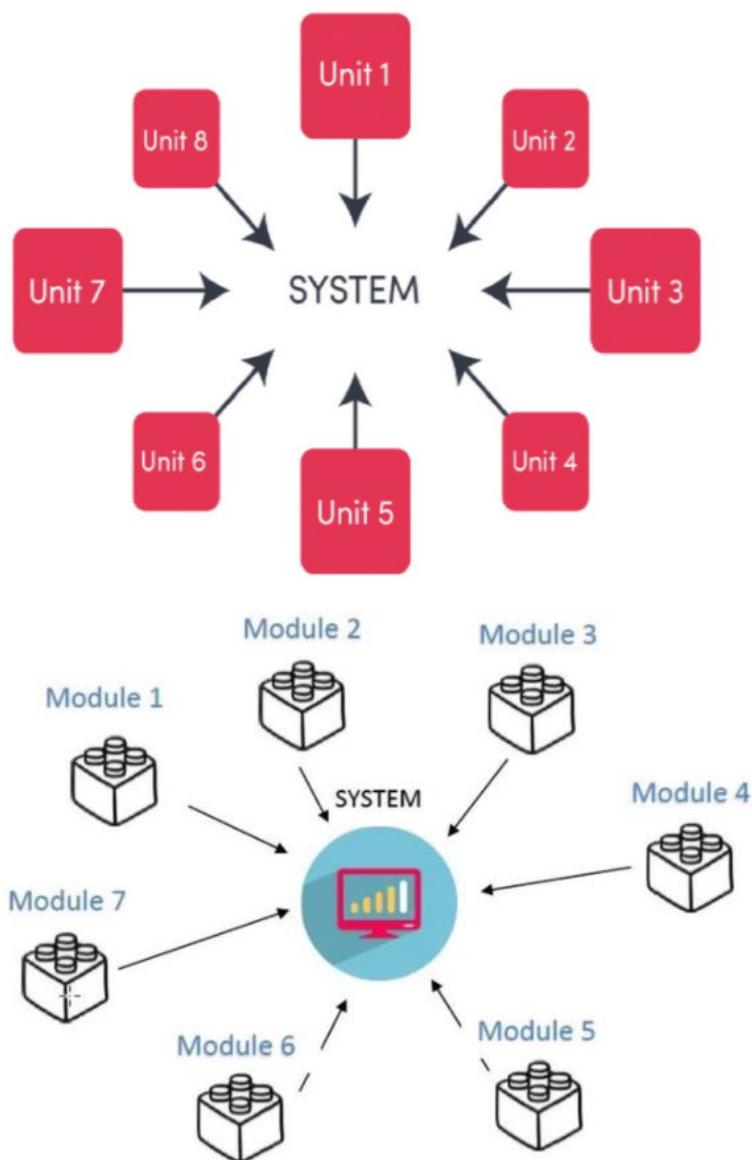 Unit 1
Unit 8
Unit 2
Unit 7
SYSTEM
Unit 3
Unit 6
Unit 4
Unit 5
Module 2
Module 3
Module 1
SYSTEM
Module 4
Module 7
Module 6
Module 5